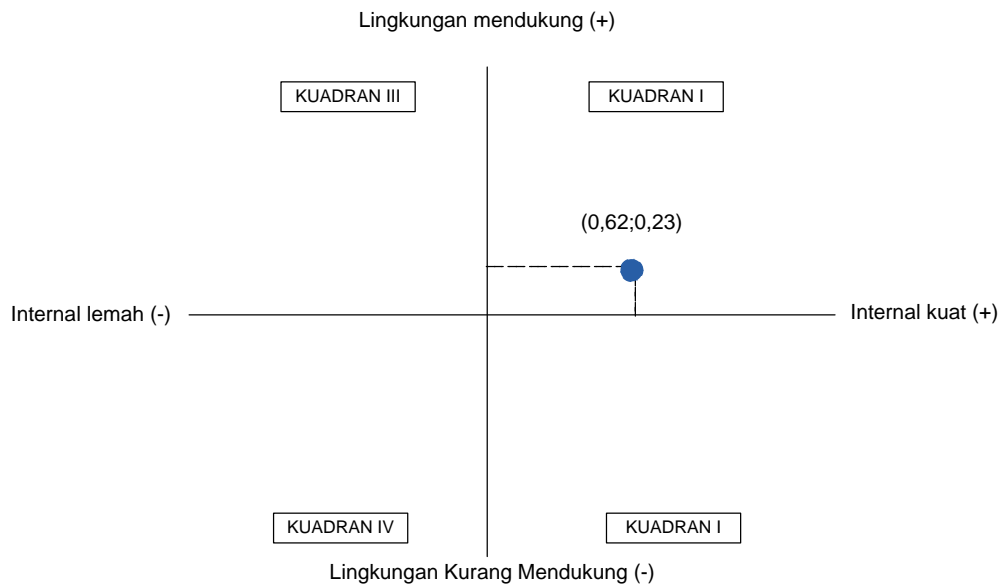 Lingkungan mendukung (+)
KUADRAN III
KUADRAN I
(0,62;0,23)
Internal lemah (-)
Internal kuat (+)
KUADRAN IV
KUADRAN I
Lingkungan Kurang Mendukung (-)